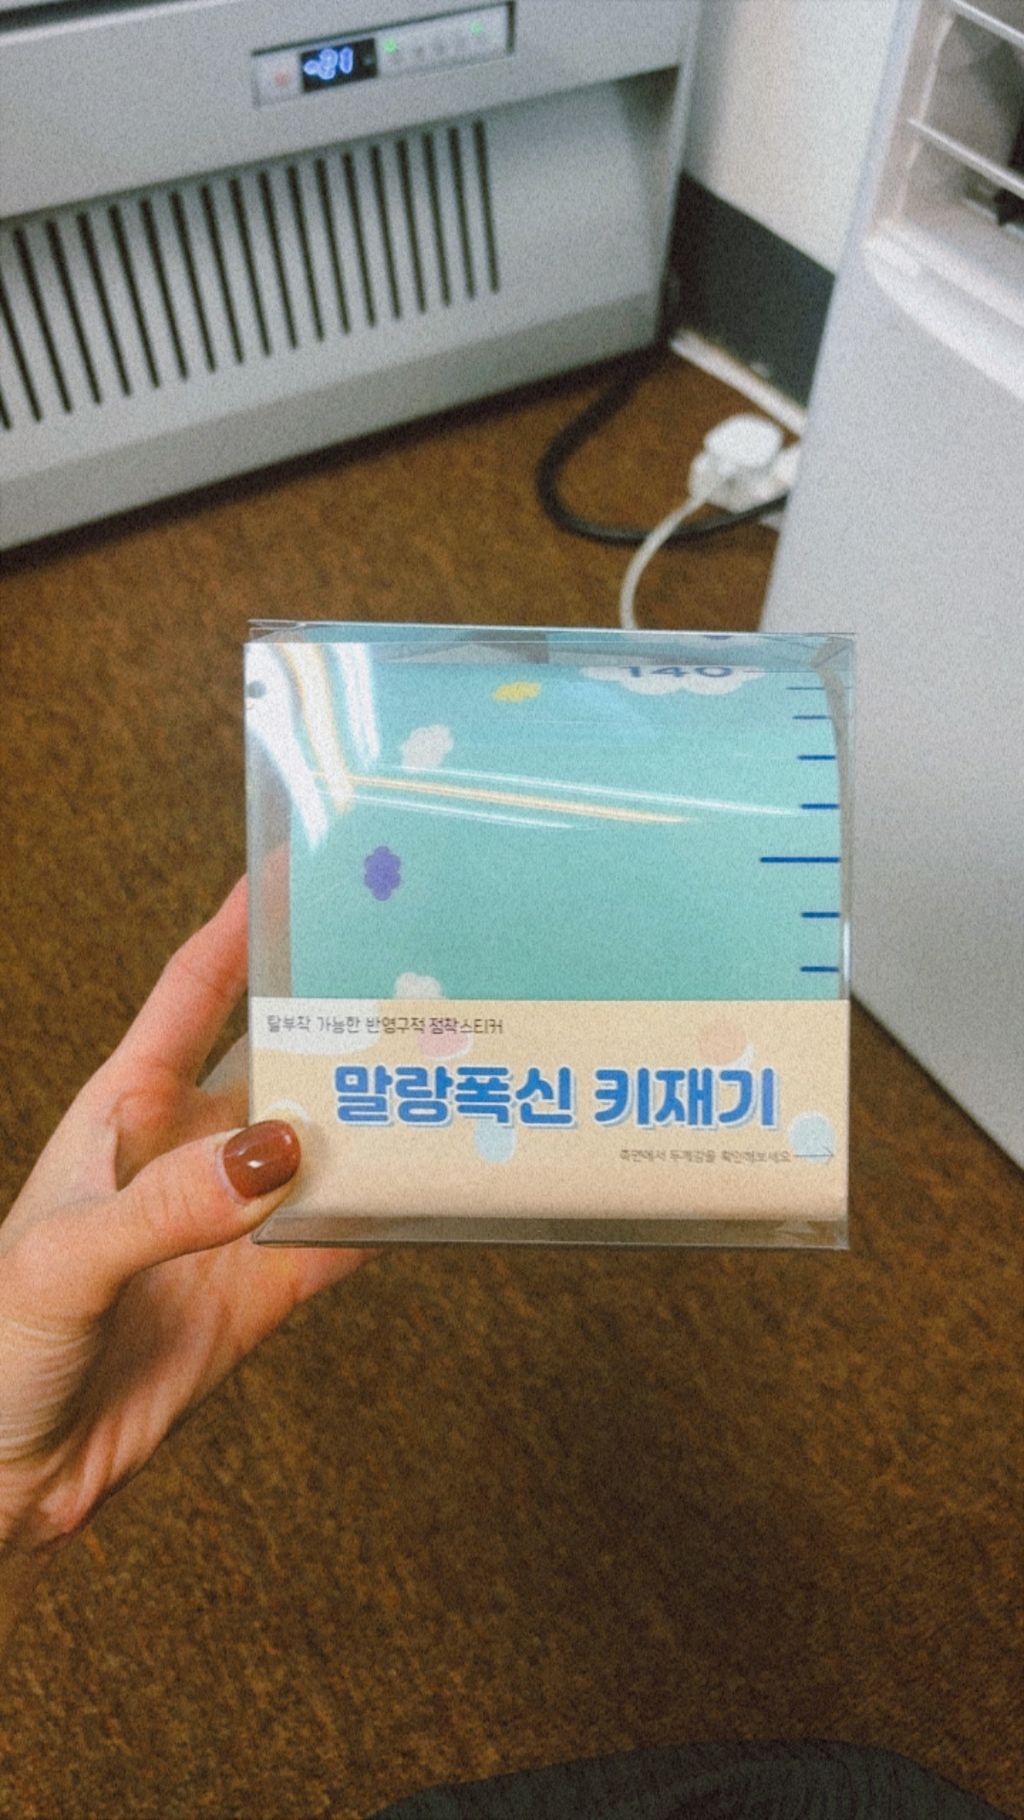 -21
140
탈부착 가능한 반영구적 점착스티커
말랑폭신 키재기
측면에서 두께감을 확인해보세요